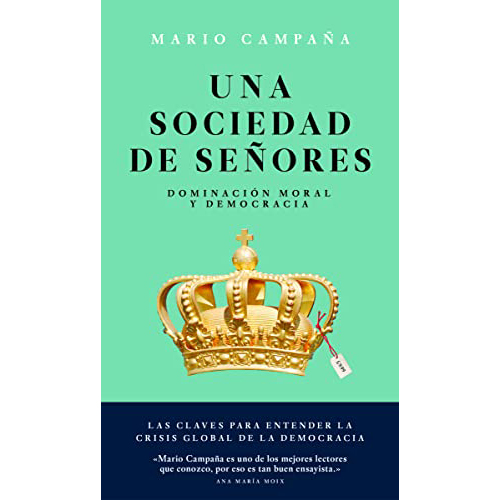 MARIO CAMPAÑA
UNA
SOCIEDAD
DE SEÑORES
DOMINACIÓN MORAL
Y DEMOCRACIA
LAS CLAVES PARA ENTENDER LA
CRISIS GLOBAL DE LA DEMOCRACIA
«Mario Campaña es uno de los mejores lectores
que conozco, por eso es tan buen ensayista.»
ANA MARÍA MOIX